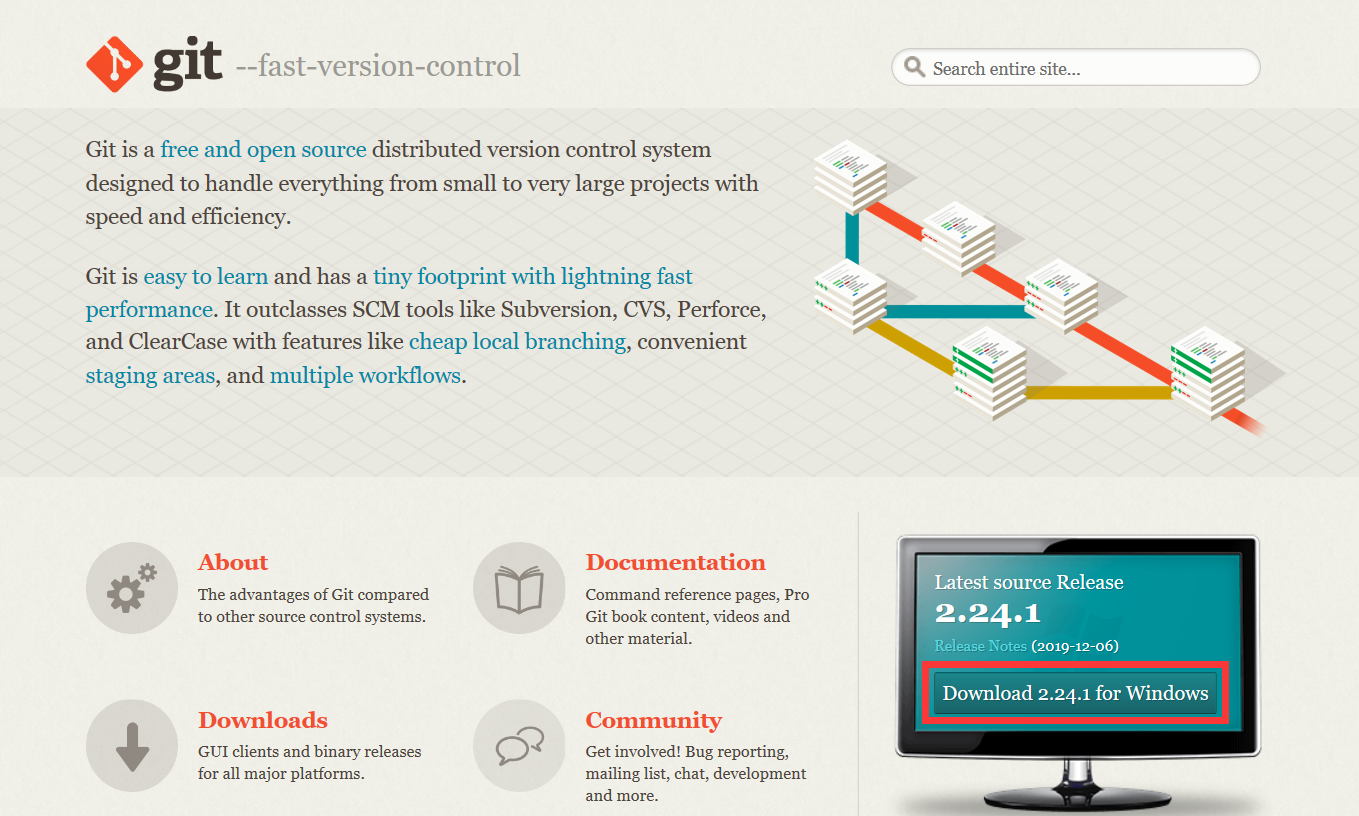 git --fast-version-control
Search entire site...
Git is a free and open source distributed version control system
designed to handle everything from small to very large projects with
speed and efficiency.
Git is easy to learn and has a tiny footprint with lightning fast
performance. It outclasses SCM tools like Subversion, CVS, Perforce,
and ClearCase with features like cheap local branching, convenient
staging areas, and multiple workflows.
About
The advantages of Git compared
to other source control systems.
Documentation
Command reference pages, Pro
Git book content, videos and
other material.
Downloads
GUI clients and binary releases
for all major platforms.
Community
Get involved! Bug reporting,
mailing list, chat, development
and more.
Latest source Release
2.24.1
Release Notes (2019-12-06)
Download 2.24.1 for Windows